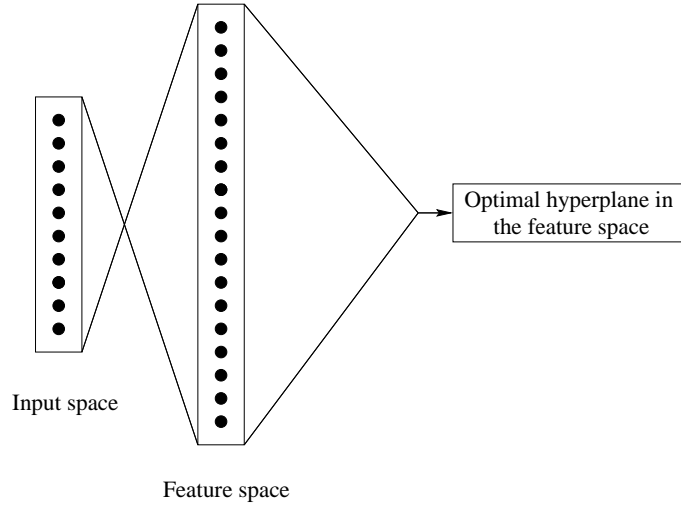 Optimal hyperplane in
the feature space
Input space
Feature space